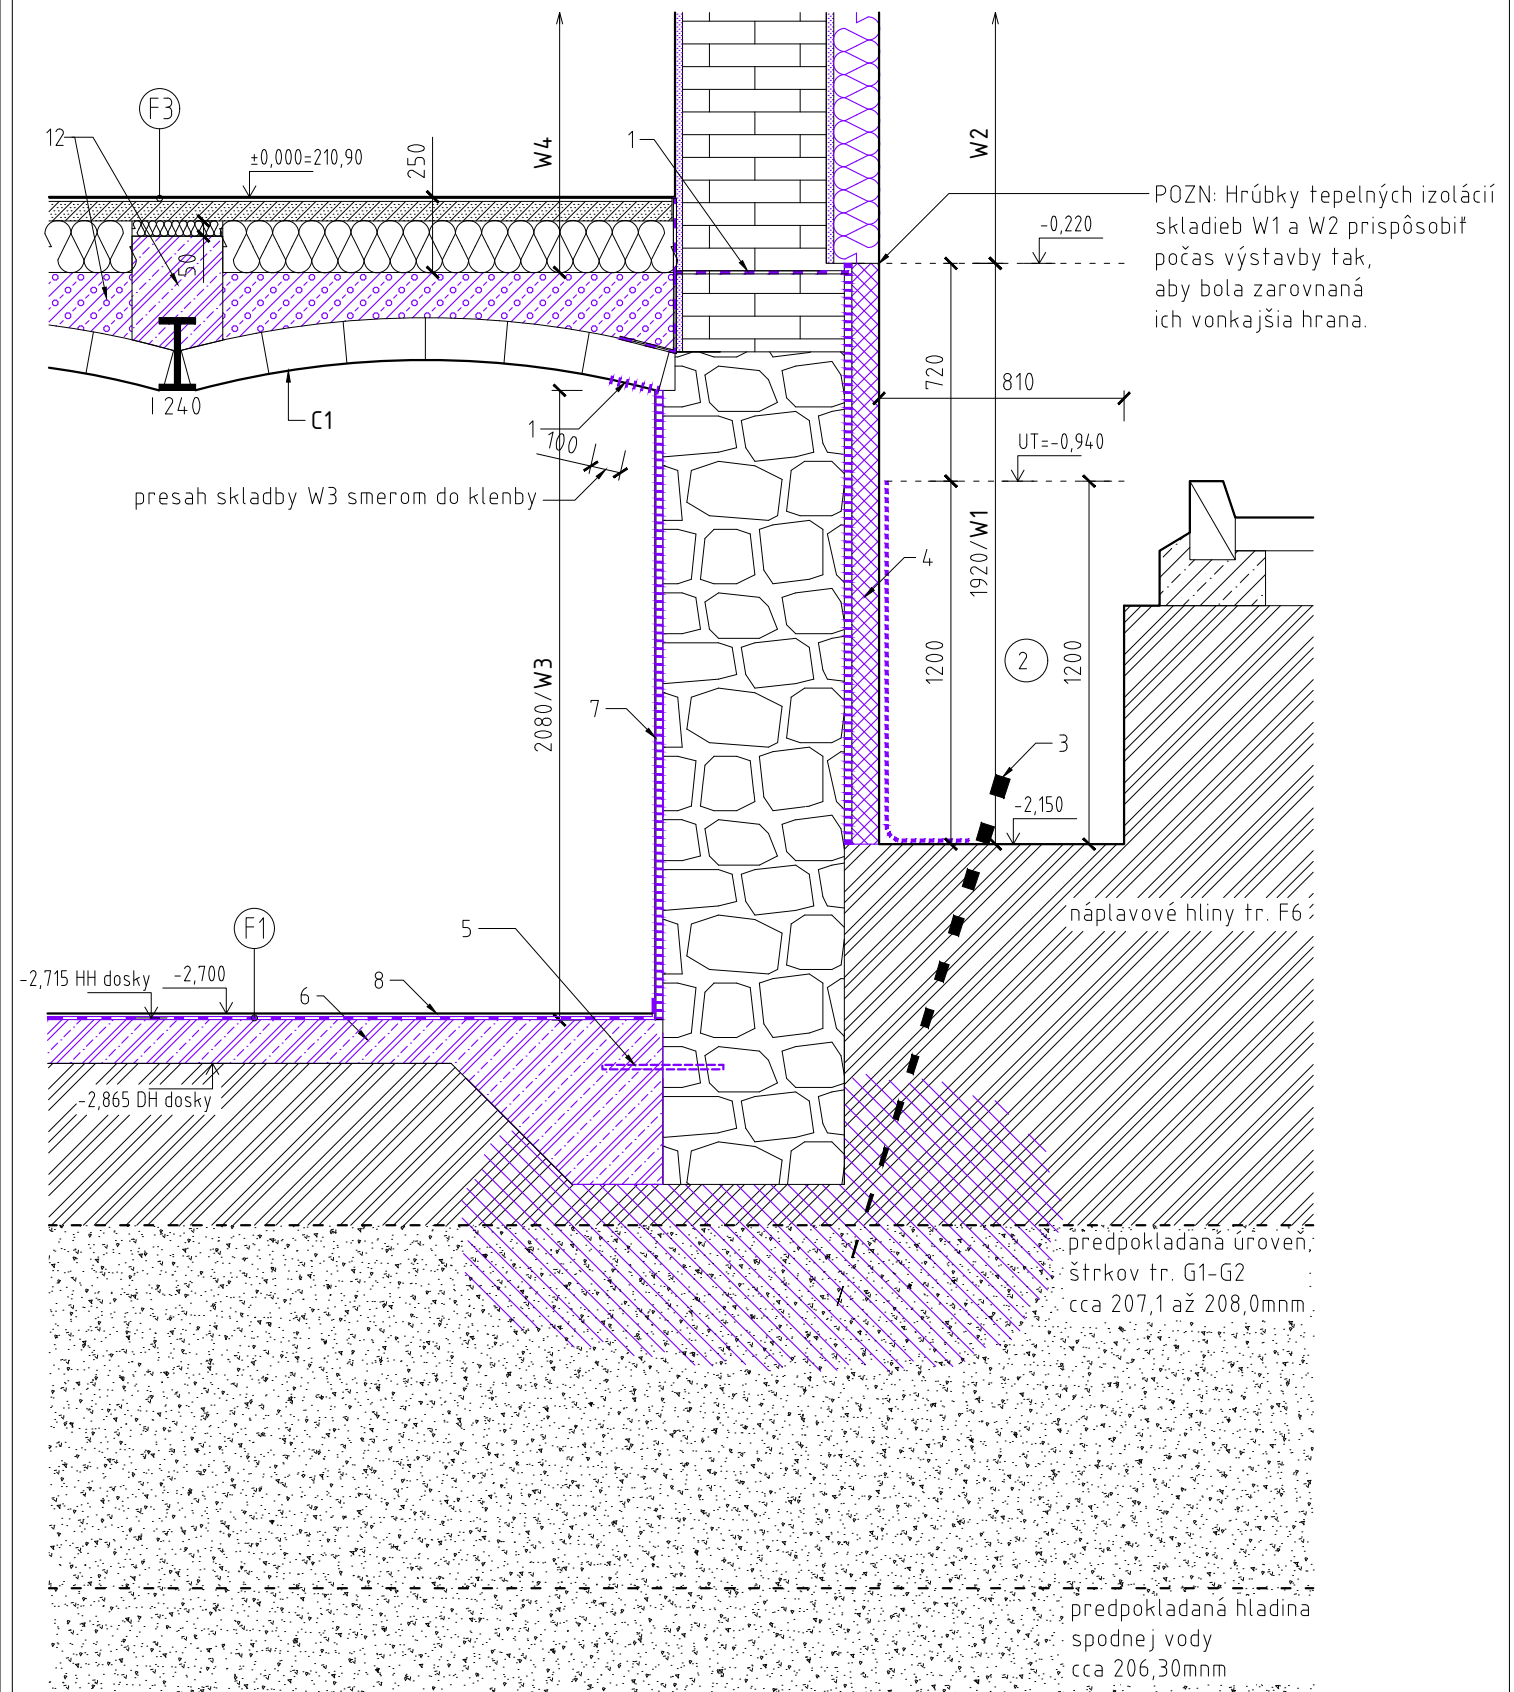 F3
12
±0,000=210,90
250
W4
1
W2
POZN: Hrúbky tepelných izolácií
skladieb W1 a W2 prispôsobiť
počas výstavby tak,
aby bola zarovnaná
ich vonkajšia hrana.
-0,220
50
720
810
I 240
C1
1
100
UT=-0,940
presah skladby W3 smerom do klenby
1920/W1
4
1200
2
1200
2080/W3
7
3
-2,150
náplavové hliny tr. F6
F1
5
-2,715 HH dosky
-2,700
6
8
-2,865 DH dosky
predpokladaná úroveň,
štrkov tr. G1-G2
cca 207,1 až 208,0mnm
predpokladaná hladina
spodnej vody
cca 206,30mnm